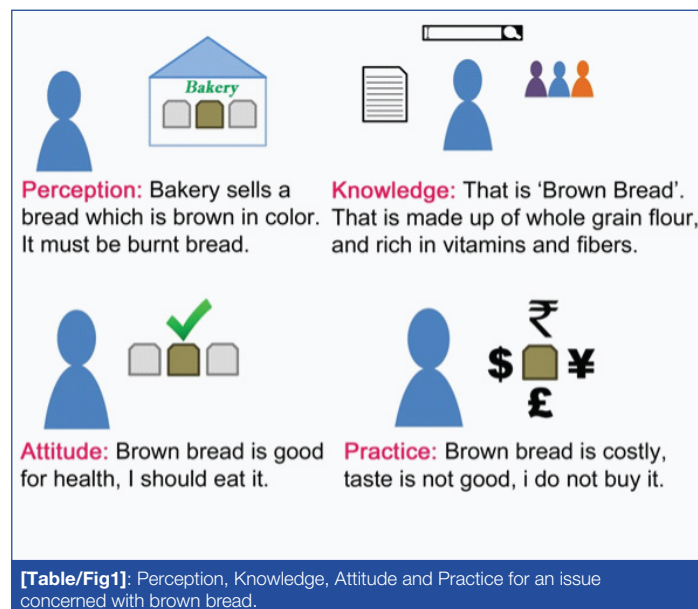 Bakery
Perception: Bakery sells a
bread which is brown in color.
It must be burnt bread.
Knowledge: That is ‘Brown Bread’.
That is made up of whole grain flour,
and rich in vitamins and fibers.
₹
$ ¥
£
Attitude: Brown bread is good
for health, I should eat it.
Practice: Brown bread is costly,
taste is not good, i do not buy it.
[Table/Fig1]: Perception, Knowledge, Attitude and Practice for an issue
concerned with brown bread.